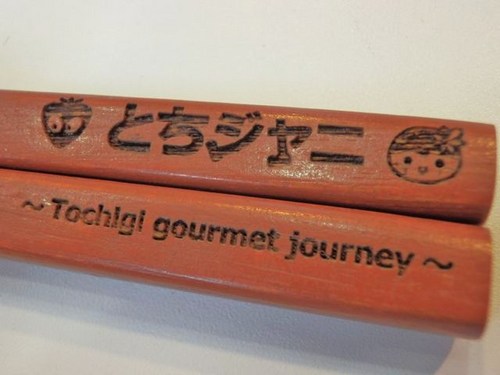 とちジャニ
～Tochigi gourmet journey～